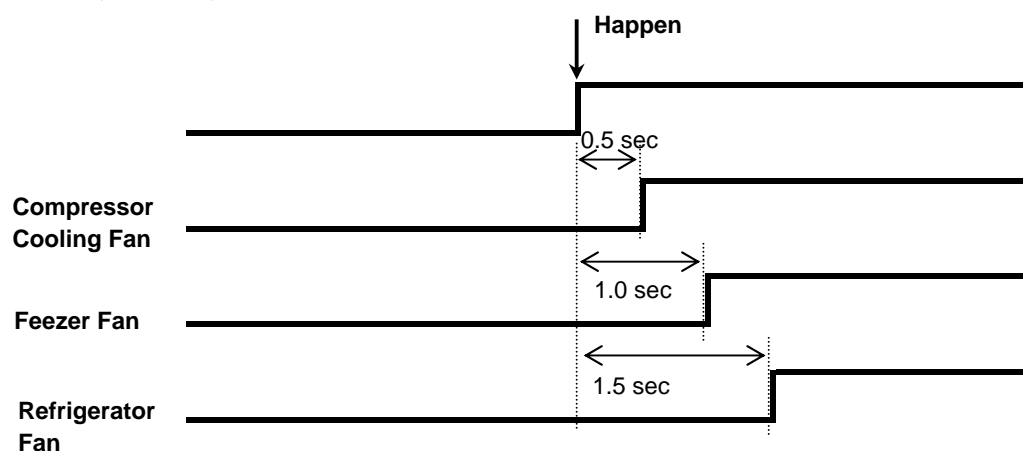 Happen
0.5 sec
Compressor
Cooling Fan
1.0 sec
Feezer Fan
1.5 sec
Refrigerator
Fan